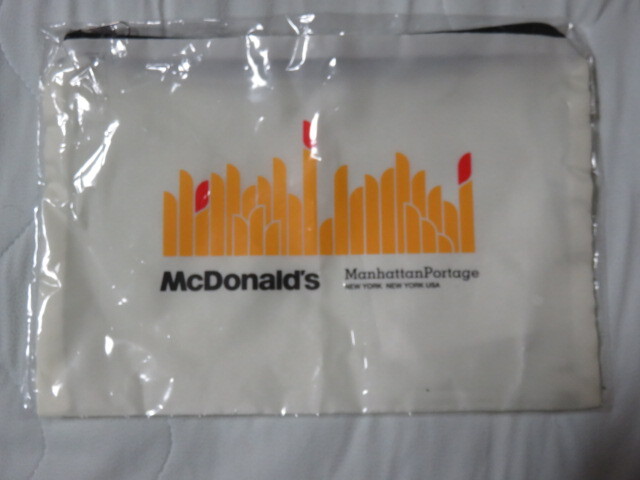 McDonald's
ManhattanPortage
NEW YORK NEW YORK USA